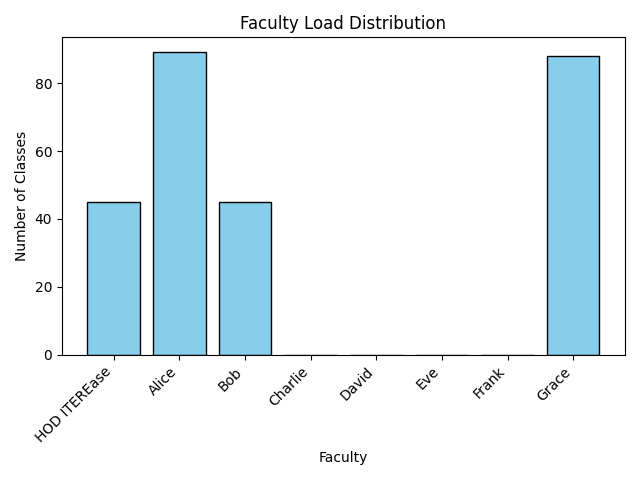 Faculty Load Distribution
Number of Classes
80
60
40
20
0
HOD ITEREase
Alice
Bob
Charlie
David
Eve
Frank
Grace
Faculty